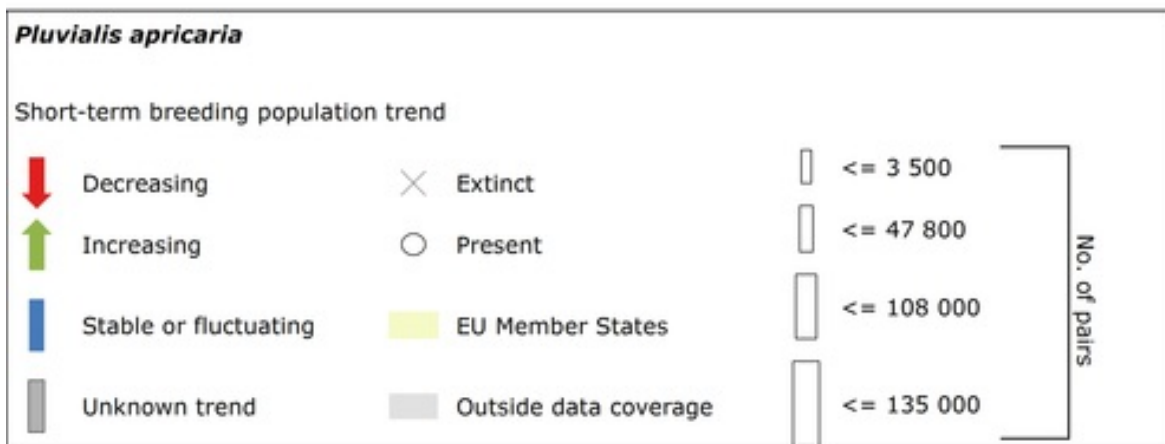 Pluvialis apricaria
Short-term breeding population trend
Decreasing
Increasing
Stable or fluctuating
Unknown trend
Extinct
Present
EU Member States
Outside data coverage
<= 3 500
<= 47 800
<= 108 000
<= 135 000
No. of pairs